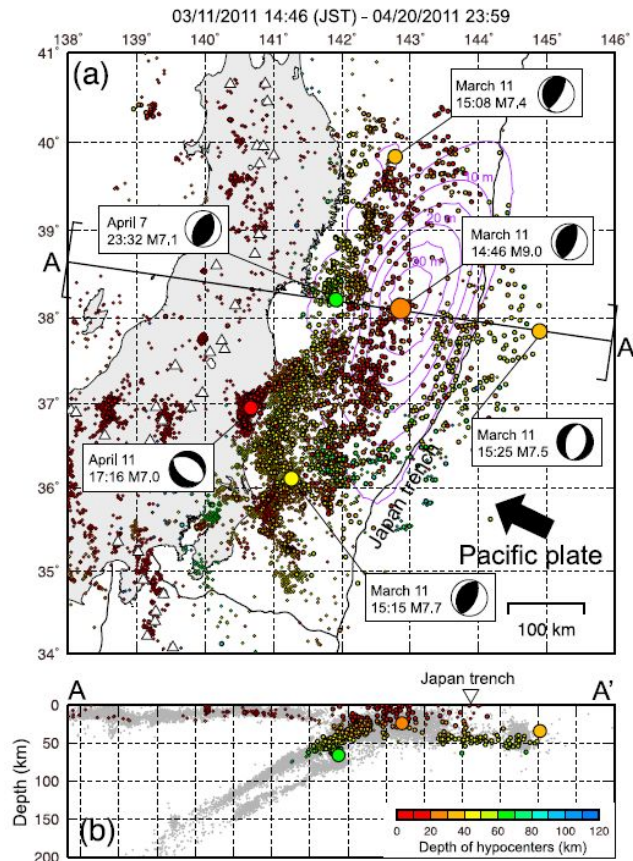 03/11/2011 14:46 (JST) - 04/20/2011 23:59
138° 139° 140° 141° 142° 143° 144° 145° 146°
41°
(a)
March 11
15:08 M7.4
40°
10 m
39°
April 7
23:32 M7.1
20 m
March 11
14:46 M9.0
30 m
A
38°
A'
37°
April 11
17:16 M7.0
March 11
15:25 M7.5
36°
Japan trench
Pacific plate
35°
March 11
15:15 M7.7
100 km
34°
Japan trench
A
A'
0
50
100
150
200
Depth (km)
(b)
0 20 40 60 80 100 120
Depth of hypocenters (km)